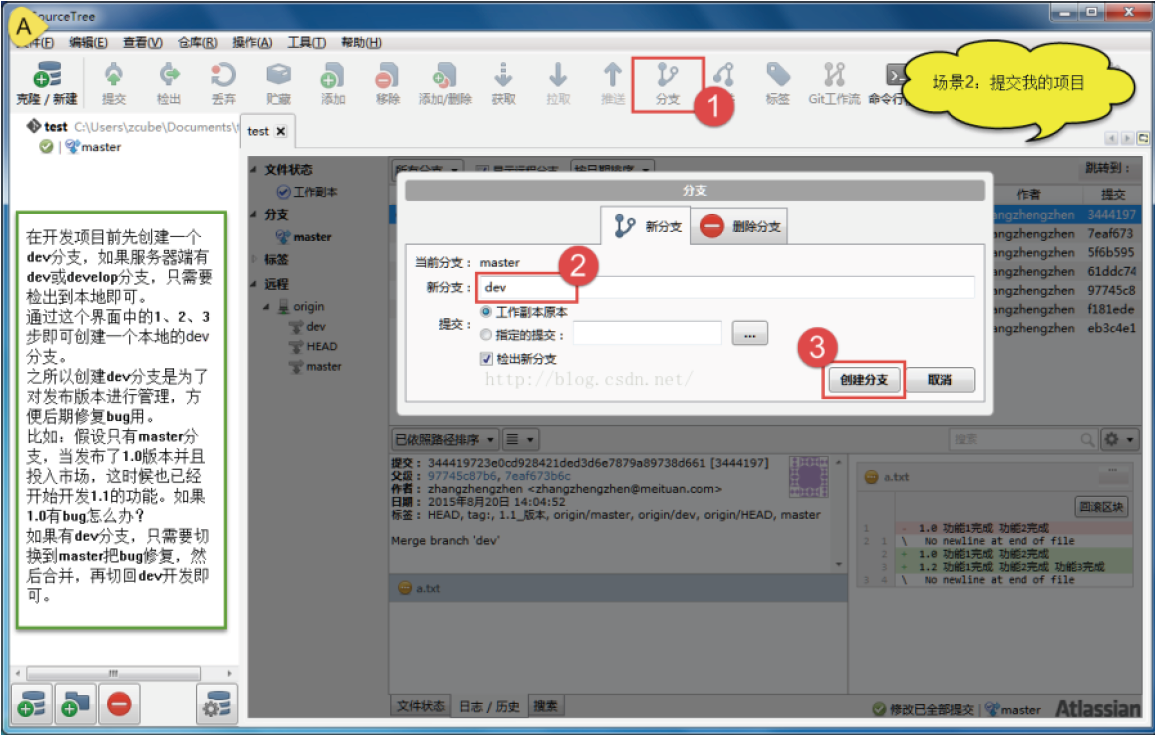 A
SourceTree
文件(F) 编辑(E) 查看(V) 仓库(R) 操作(A) 工具(T) 帮助(H)
克隆 / 新建 提交 检出 丢弃 贮藏 添加 移除 添加/删除 获取 拉取 推送 分支 标签 Git工作流 命令行
1
场景2：提交我的项目
test C:\Users\zcube\Documents\
master
test
在开发项目前先创建一个
dev分支，如果服务器端有
dev或develop分支，只需要
检出到本地即可。
通过这个界面中的1、2、3
步即可创建一个本地的dev
分支。
之所以创建dev分支是为了
对发布版本进行管理，方
便后期修复bug用。
比如：假设只有master分
支，当发布了1.0版本并且
投入市场，这时候也已经
开始开发1.1的功能。如果
1.0有bug怎么办？
如果有dev分支，只需要切
换到master把bug修复，然
后合并，再切回dev开发即
可。
文件状态
工作副本
分支
master
标签
远程
origin
dev
HEAD
master
所有分支 显示远程分支 按日期排序 跳转到：
作者 提交
angzhengzhen 3444197
angzhengzhen 7eaf673
angzhengzhen 5f6b595
angzhengzhen 61ddc74
angzhengzhen 97745c8
angzhengzhen f181ede
angzhengzhen eb3c4e1
分支
新分支 删除分支
当前分支： master
2
新分支： dev
提交：
工作副本原本
指定的提交： ...
检出新分支
3
http://blog.csdn.net/
创建分支 取消
已依照路径排序 搜索
提交： 344419723e0cd928421ded3d6e7879a89738d661 [3444197]
父级： 97745c87b6, 7eaf673b6c
作者： zhangzhengzhen <zhangzhengzhen@meituan.com>
日期： 2015年8月20日 14:04:52
标签： HEAD, tag:, 1.1_版本, origin/master, origin/dev, origin/HEAD, master
Merge branch 'dev'
a.txt
a.txt
...
回滚区块
1 - 1.0 功能1完成 功能2完成
2 1 \ No newline at end of file
2 + 1.0 功能1完成 功能2完成
3 + 1.2 功能1完成 功能2完成 功能3完成
3 4 \ No newline at end of file
文件状态 日志 / 历史 搜索
修改已全部提交 master Atlassian